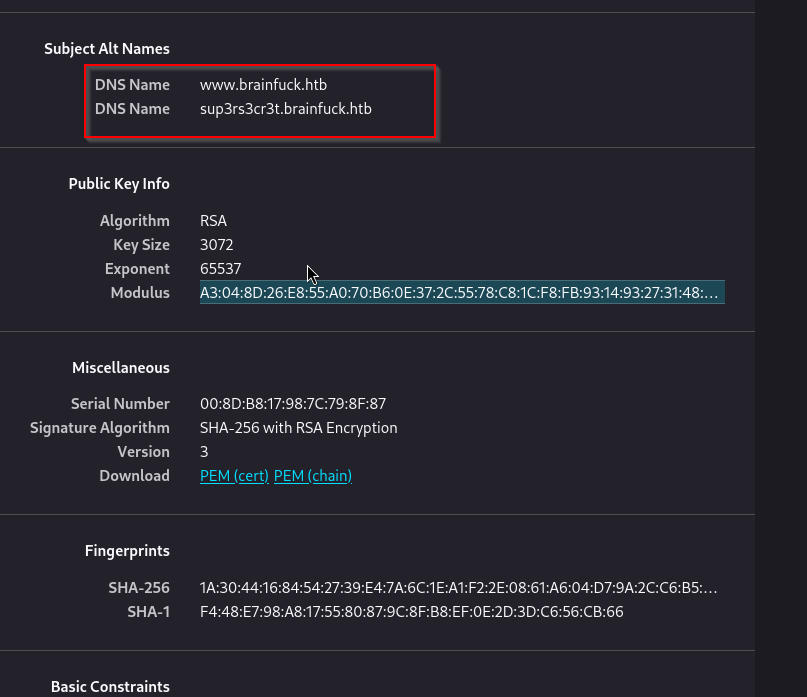 Subject Alt Names
DNS Name www.brainfuck.htb
DNS Name sup3rs3cr3t.brainfuck.htb
Public Key Info
Algorithm RSA
Key Size 3072
Exponent 65537
Modulus A3:04:8D:26:E8:55:A0:70:B6:0E:37:2C:55:78:C8:1C:F8:FB:93:14:93:27:31:48:…
Miscellaneous
Serial Number 00:8D:B8:17:98:7C:79:8F:87
Signature Algorithm SHA-256 with RSA Encryption
Version 3
Download PEM (cert) PEM (chain)
Fingerprints
SHA-256 1A:30:44:16:84:54:27:39:E4:7A:6C:1E:A1:F2:2E:08:61:A6:04:D7:9A:2C:C6:B5:…
SHA-1 F4:48:E7:98:A8:17:55:80:87:9C:8F:B8:EF:0E:2D:3D:C6:56:CB:66
Basic Constraints